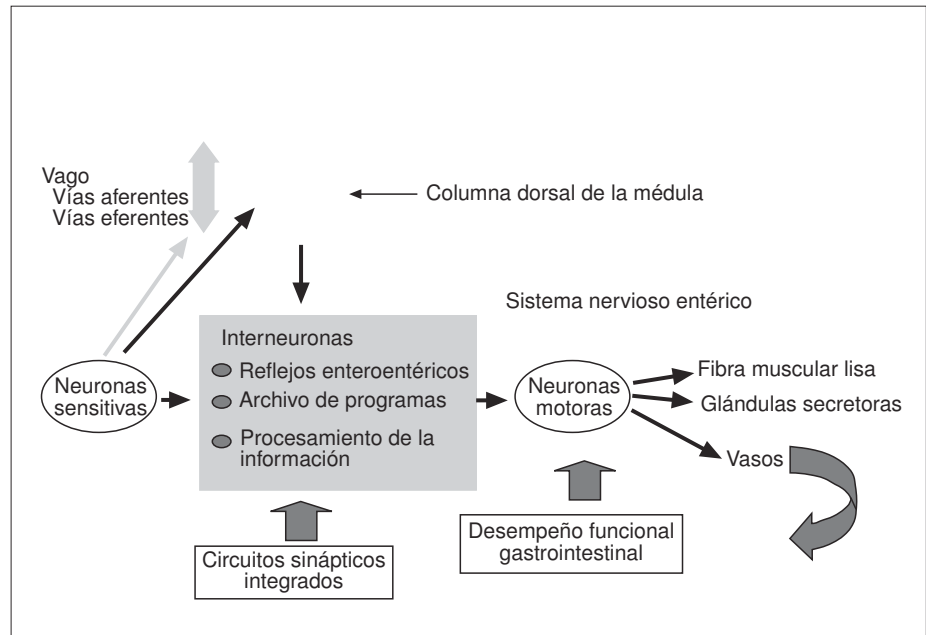 Vago
Vías aferentes
Vías eferentes
Columna dorsal de la médula
Sistema nervioso entérico
Neuronas
sensitivas
Interneuronas
Reflejos enteroentéricos
Archivo de programas
Procesamiento de la
información
Neuronas
motoras
Fibra muscular lisa
Glándulas secretoras
Vasos
Circuitos sinápticos
integrados
Desempeño funcional
gastrointestinal